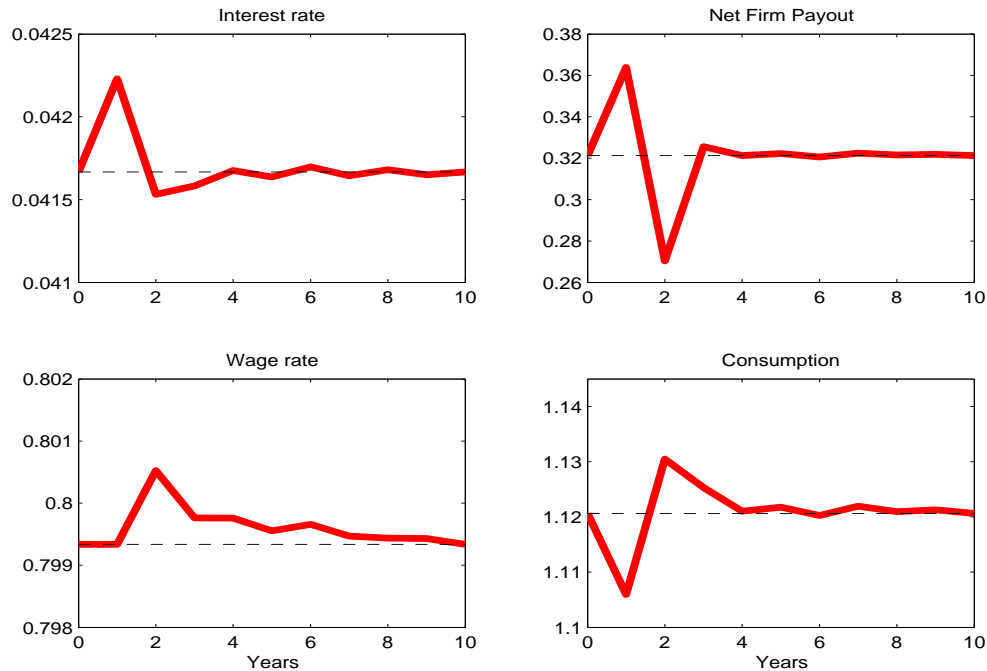 Interest rate
0.0425
0.042
0.0415
0.041
0 2 4 6 8 10
Net Firm Payout
0.38
0.36
0.34
0.32
0.3
0.28
0.26
0 2 4 6 8 10
Wage rate
0.802
0.801
0.8
0.799
0.798
0 2 4 6 8 10
Years
Consumption
1.14
1.13
1.12
1.11
1.1
0 2 4 6 8 10
Years